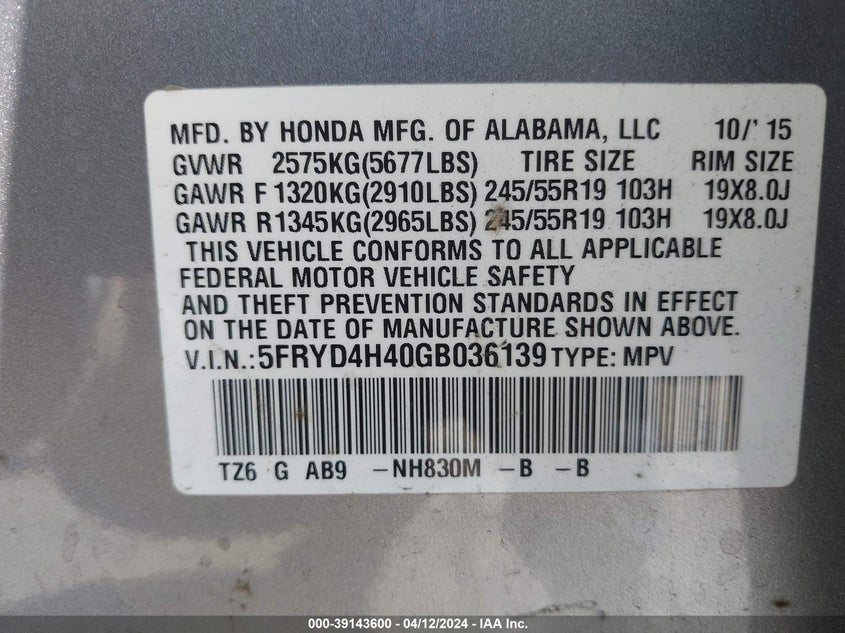 MFD. BY HONDA MFG. OF ALABAMA, LLC 10/' 15
GVWR 2575KG(5677LBS) TIRE SIZE RIM SIZE
GAWR F 1320KG(2910LBS) 245/55R19 103H 19X8.0J
GAWR R1345KG(2965LBS) 245/55R19 103H 19X8.0J
THIS VEHICLE CONFORMS TO ALL APPLICABLE
FEDERAL MOTOR VEHICLE SAFETY
AND THEFT PREVENTION STANDARDS IN EFFECT
ON THE DATE OF MANUFACTURE SHOWN ABOVE.
V.I.N.:5FRYD4H40GB036139 TYPE: MPV
TZ6 G AB9 -NH830M -B -B
000-39143600 - 04/12/2024 - IAA Inc.